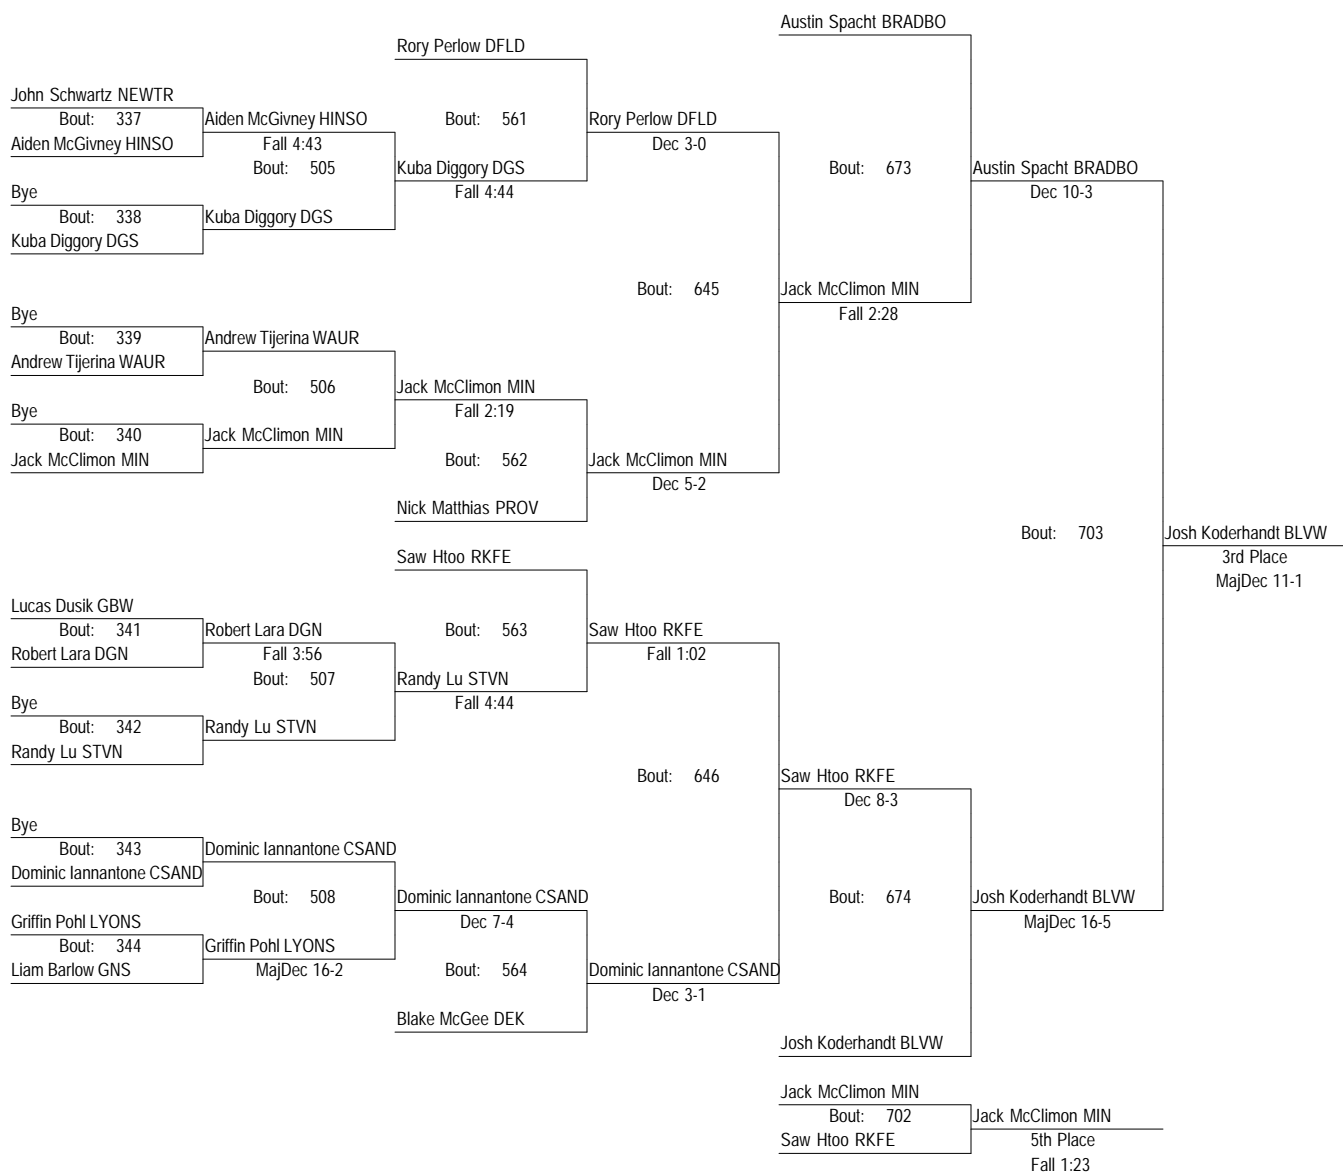 Austin Spacht BRADBO
Rory Perlow DFLD
John Schwartz NEWTR
Bout: 337
Aiden McGivney HINSO
Aiden McGivney HINSO
Fall 4:43
Bout: 505
Bout: 561
Rory Perlow DFLD
Dec 3-0
Kuba Diggory DGS
Fall 4:44
Bout: 673
Austin Spacht BRADBO
Dec 10-3
Bye
Bout: 338
Kuba Diggory DGS
Kuba Diggory DGS
Bout: 645
Jack McClimon MIN
Fall 2:28
Bye
Bout: 339
Andrew Tijerina WAUR
Andrew Tijerina WAUR
Bout: 506
Jack McClimon MIN
Fall 2:19
Bye
Bout: 340
Jack McClimon MIN
Jack McClimon MIN
Bout: 562
Jack McClimon MIN
Dec 5-2
Nick Matthias PROV
Bout: 703
Josh Koderhandt BLVW
3rd Place
MajDec 11-1
Saw Htoo RKFE
Lucas Dusik GBW
Bout: 341
Robert Lara DGN
Robert Lara DGN
Fall 3:56
Bout: 507
Bout: 563
Saw Htoo RKFE
Fall 1:02
Randy Lu STVN
Fall 4:44
Bye
Bout: 342
Randy Lu STVN
Randy Lu STVN
Bout: 646
Saw Htoo RKFE
Dec 8-3
Bye
Bout: 343
Dominic Iannantone CSAND
Dominic Iannantone CSAND
Bout: 508
Dominic Iannantone CSAND
Dec 7-4
Bout: 674
Josh Koderhandt BLVW
MajDec 16-5
Griffin Pohl LYONS
Bout: 344
Liam Barlow GNS
Griffin Pohl LYONS
MajDec 16-2
Bout: 564
Dominic Iannantone CSAND
Dec 3-1
Blake McGee DEK
Josh Koderhandt BLVW
Jack McClimon MIN
Bout: 702
Saw Htoo RKFE
Jack McClimon MIN
5th Place
Fall 1:23